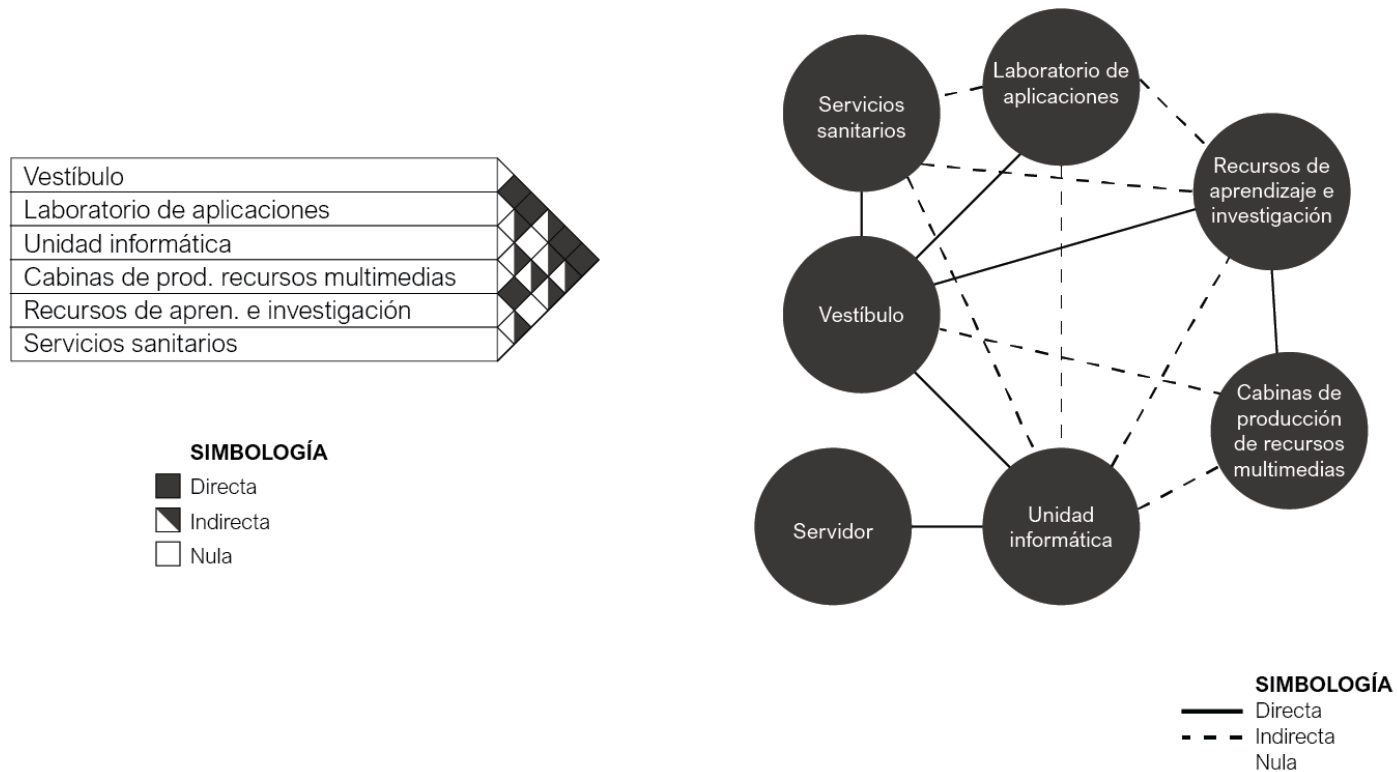 Vestíbulo
Laboratorio de aplicaciones
Unidad informática
Cabinas de prod. recursos multimedias
Recursos de apren. e investigación
Servicios sanitarios
SIMBOLOGÍA
Directa
Indirecta
Nula
Servicios
sanitarios
Laboratorio de
aplicaciones
Recursos de
aprendizaje e
investigación
Vestíbulo
Cabinas de
producción
de recursos
multimedias
Servidor
Unidad
informática
SIMBOLOGÍA
Directa
Indirecta
Nula